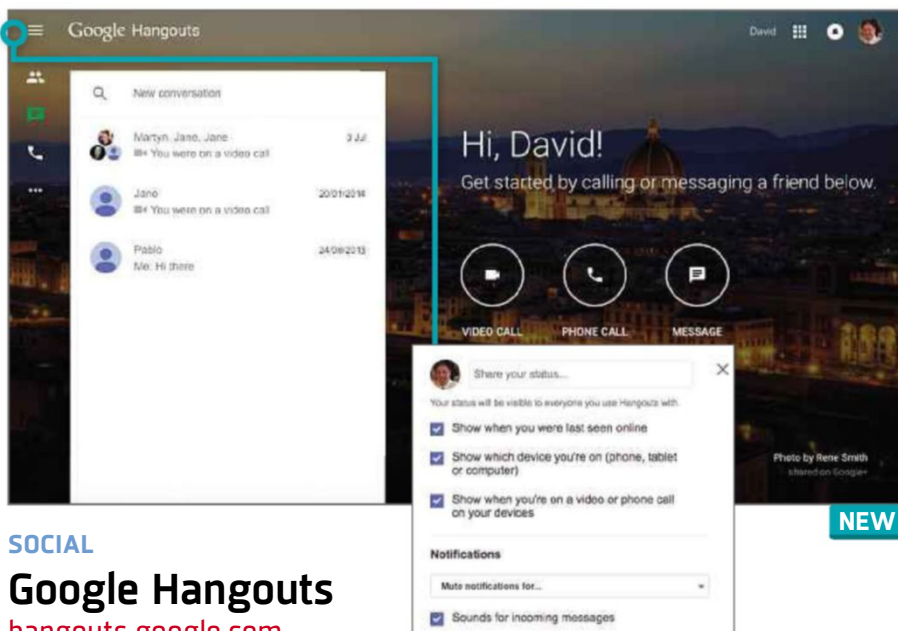 Google Hangouts
David
New conversation
Martyn, Jane, Jane
3 Jul
You were on a video call
Jane
20/01/2014
You were on a video call
Pablo
Me: Hi there
Hi, David!
Get started by calling or messaging a friend below.
VIDEO CALL
PHONE CALL
MESSAGE
Photo by Rene Smith
shared on Google+
Share your status...
Your status will be visible to everyone you use Hangouts with.
Show when you were last seen online
Show which device you're on (phone, tablet
or computer)
Show when you're on a video or phone call
on your devices
Notifications
Mute notifications for...
Sounds for incoming messages
NEW
SOCIAL
Google Hangouts
hangouts.google.com